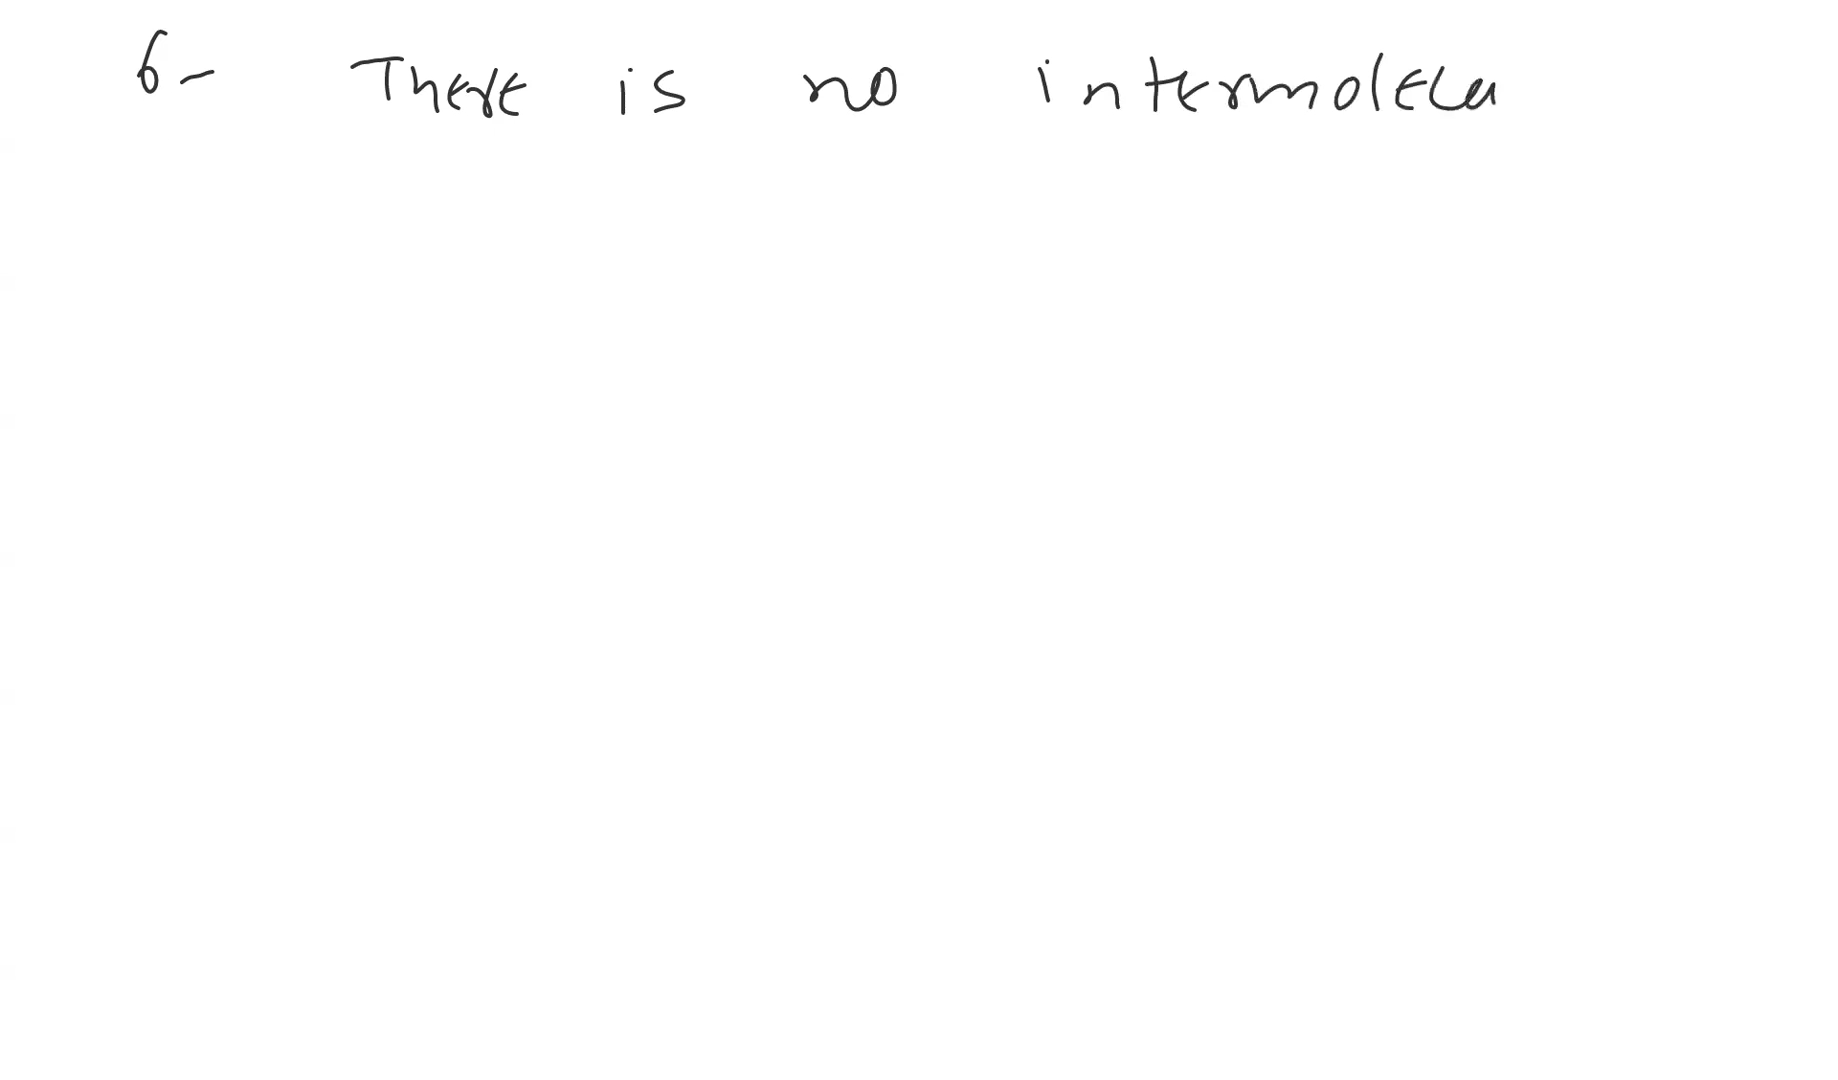 6- There is no intermolecu